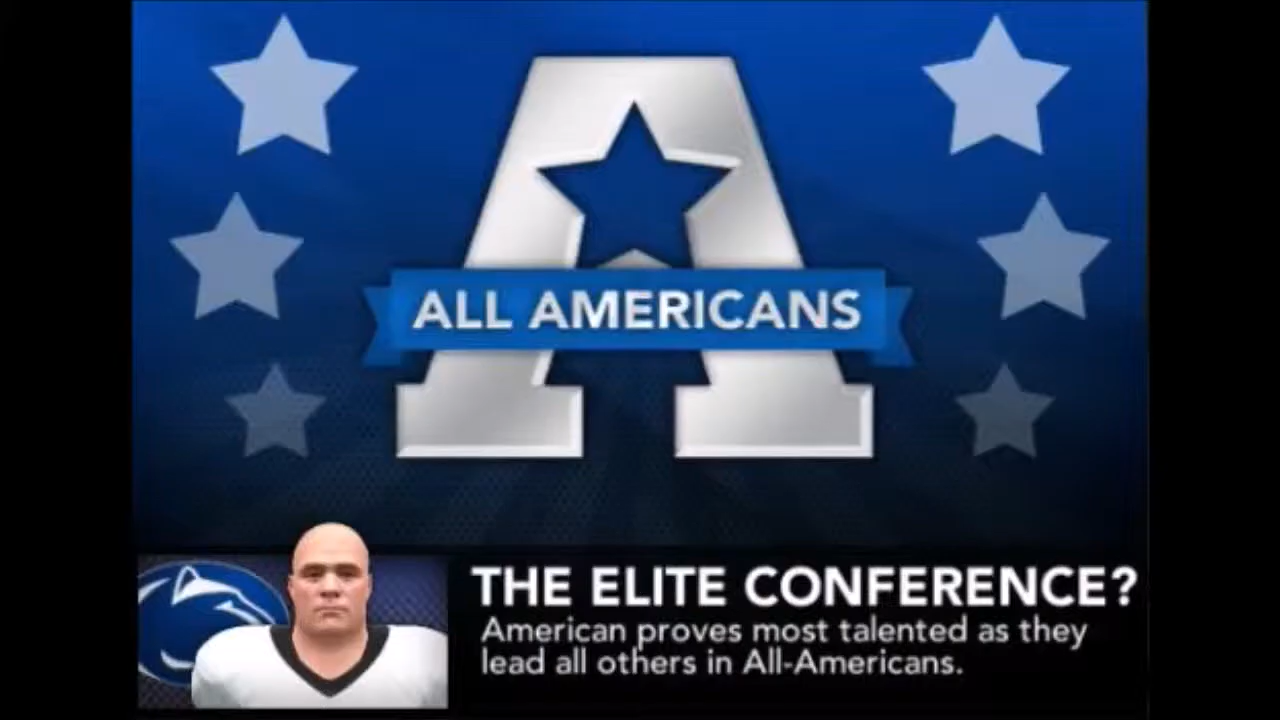 ALL AMERICANS
THE ELITE CONFERENCE?
American proves most talented as they
lead all others in All-Americans.